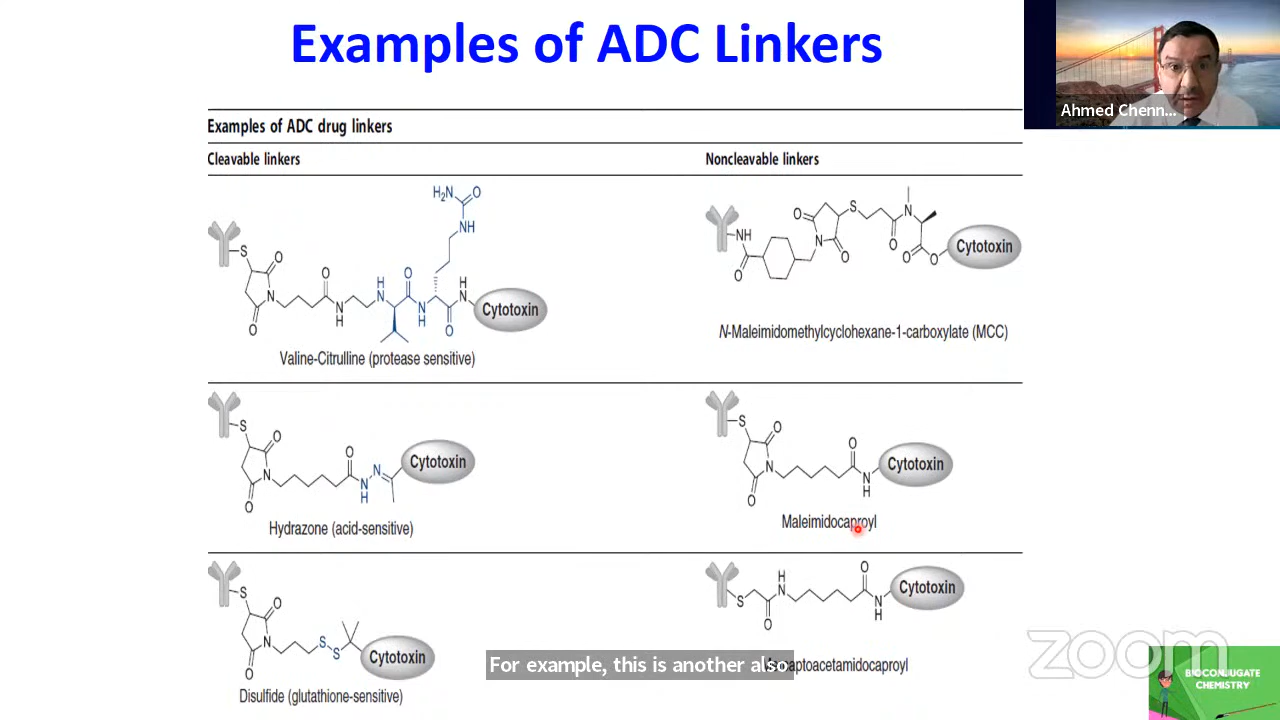 Examples of ADC Linkers
Ahmed Chenn...
Examples of ADC drug linkers
Cleavable linkers
Noncleavable linkers
H₂N O
NH
S O
O N O
N
H
H
N O
N
H O
H
N Cytotoxin
Valine-Citrulline (protease sensitive)
NH
O
O N O
S O
N
O O Cytotoxin
N-Maleimidomethylcyclohexane-1-carboxylate (MCC)
S O
O N O
N
H N Cytotoxin
Hydrazone (acid-sensitive)
S O
O N O
N
H Cytotoxin
Maleimidocaproyl
S O
O N S
S Cytotoxin
Disulfide (glutathione-sensitive)
S O H
N O
N
H Cytotoxin
aptoacetamidocaproyl
For example, this is another also
zoom
BIOCONJUGATE
CHEMISTRY